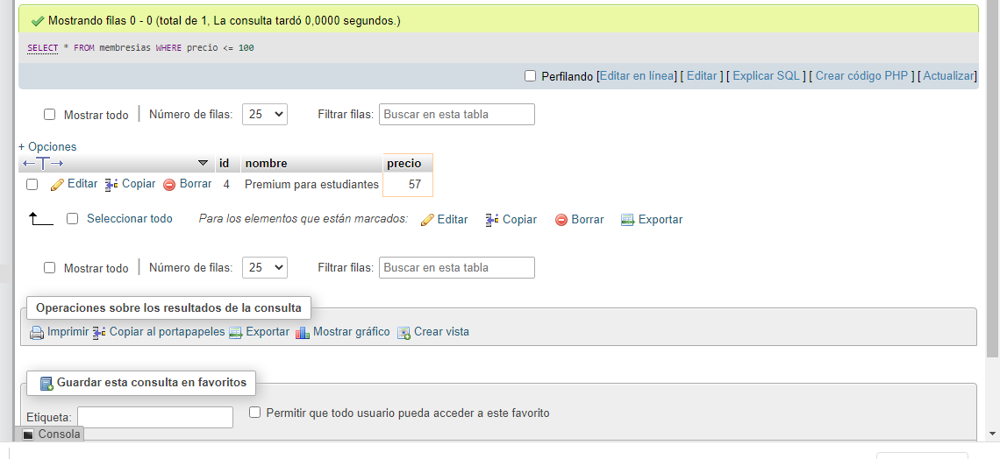 Mostrando filas 0 - 0 (total de 1, La consulta tardó 0,0000 segundos.)
SELECT * FROM membresias WHERE precio <= 100
Perfilando [Editar en línea] [ Editar ] [ Explicar SQL ] [ Crear código PHP ] [ Actualizar]
Mostrar todo | Número de filas: 25 Filtrar filas: Buscar en esta tabla
+ Opciones
←T→ id nombre precio
Editar Copiar Borrar 4 Premium para estudiantes 57
Seleccionar todo Para los elementos que están marcados: Editar Copiar Borrar Exportar
Mostrar todo | Número de filas: 25 Filtrar filas: Buscar en esta tabla
Operaciones sobre los resultados de la consulta
Imprimir Copiar al portapapeles Exportar Mostrar gráfico Crear vista
Guardar esta consulta en favoritos
Etiqueta: Permitir que todo usuario pueda acceder a este favorito
Consola